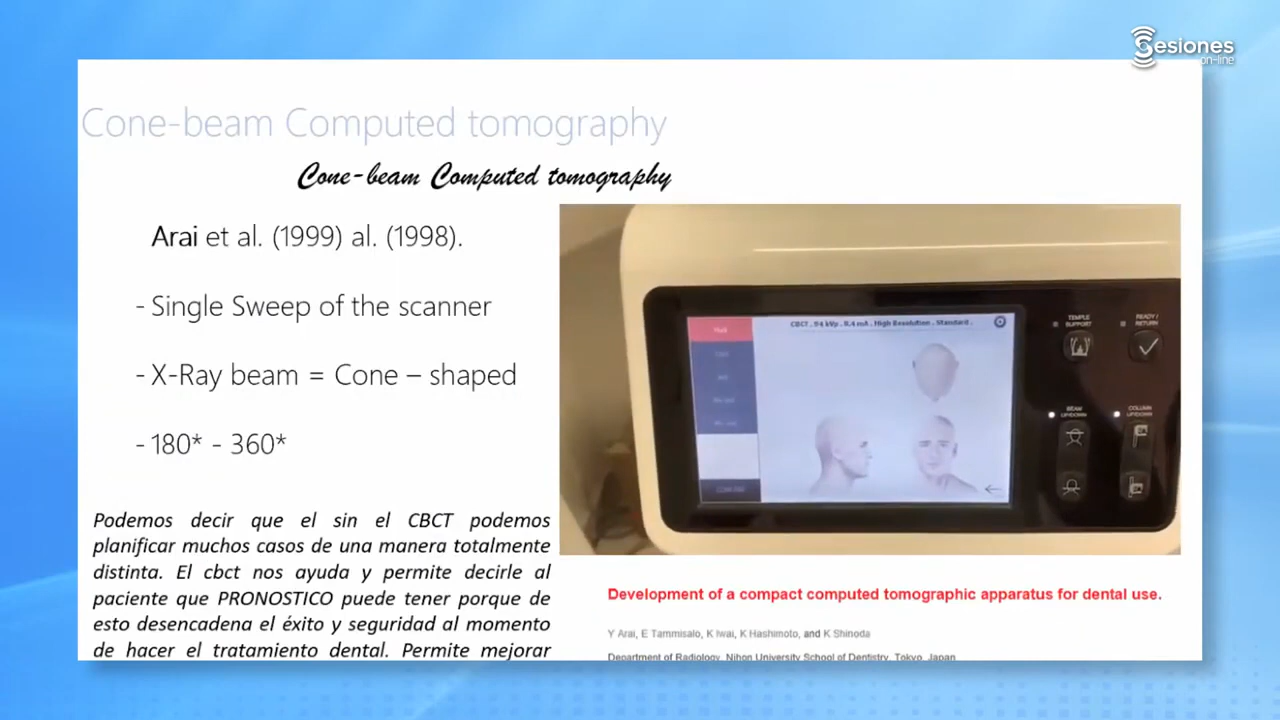 Sesiones
on-line
Cone-beam Computed tomography
Cone-beam Computed tomography
Arai et al. (1999) al. (1998).
- Single Sweep of the scanner
- X-Ray beam = Cone – shaped
- 180* - 360*
Podemos decir que el sin el CBCT podemos
planificar muchos casos de una manera totalmente
distinta. El cbct nos ayuda y permite decirle al
paciente que PRONOSTICO puede tener porque de
esto desencadena el éxito y seguridad al momento
de hacer el tratamiento dental. Permite mejorar
CBCT . 94 kVp . 8.4 mA . High Resolution . Standard .
TEMPLE
SUPPORT
READY /
RETURN
BEAM
UP/DOWN
COLUMN
UP/DOWN
Development of a compact computed tomographic apparatus for dental use.
Y Arai, E Tammisalo, K Iwai, K Hashimoto, and K Shinoda
Department of Radiology, Nihon University School of Dentistry, Tokyo, Japan